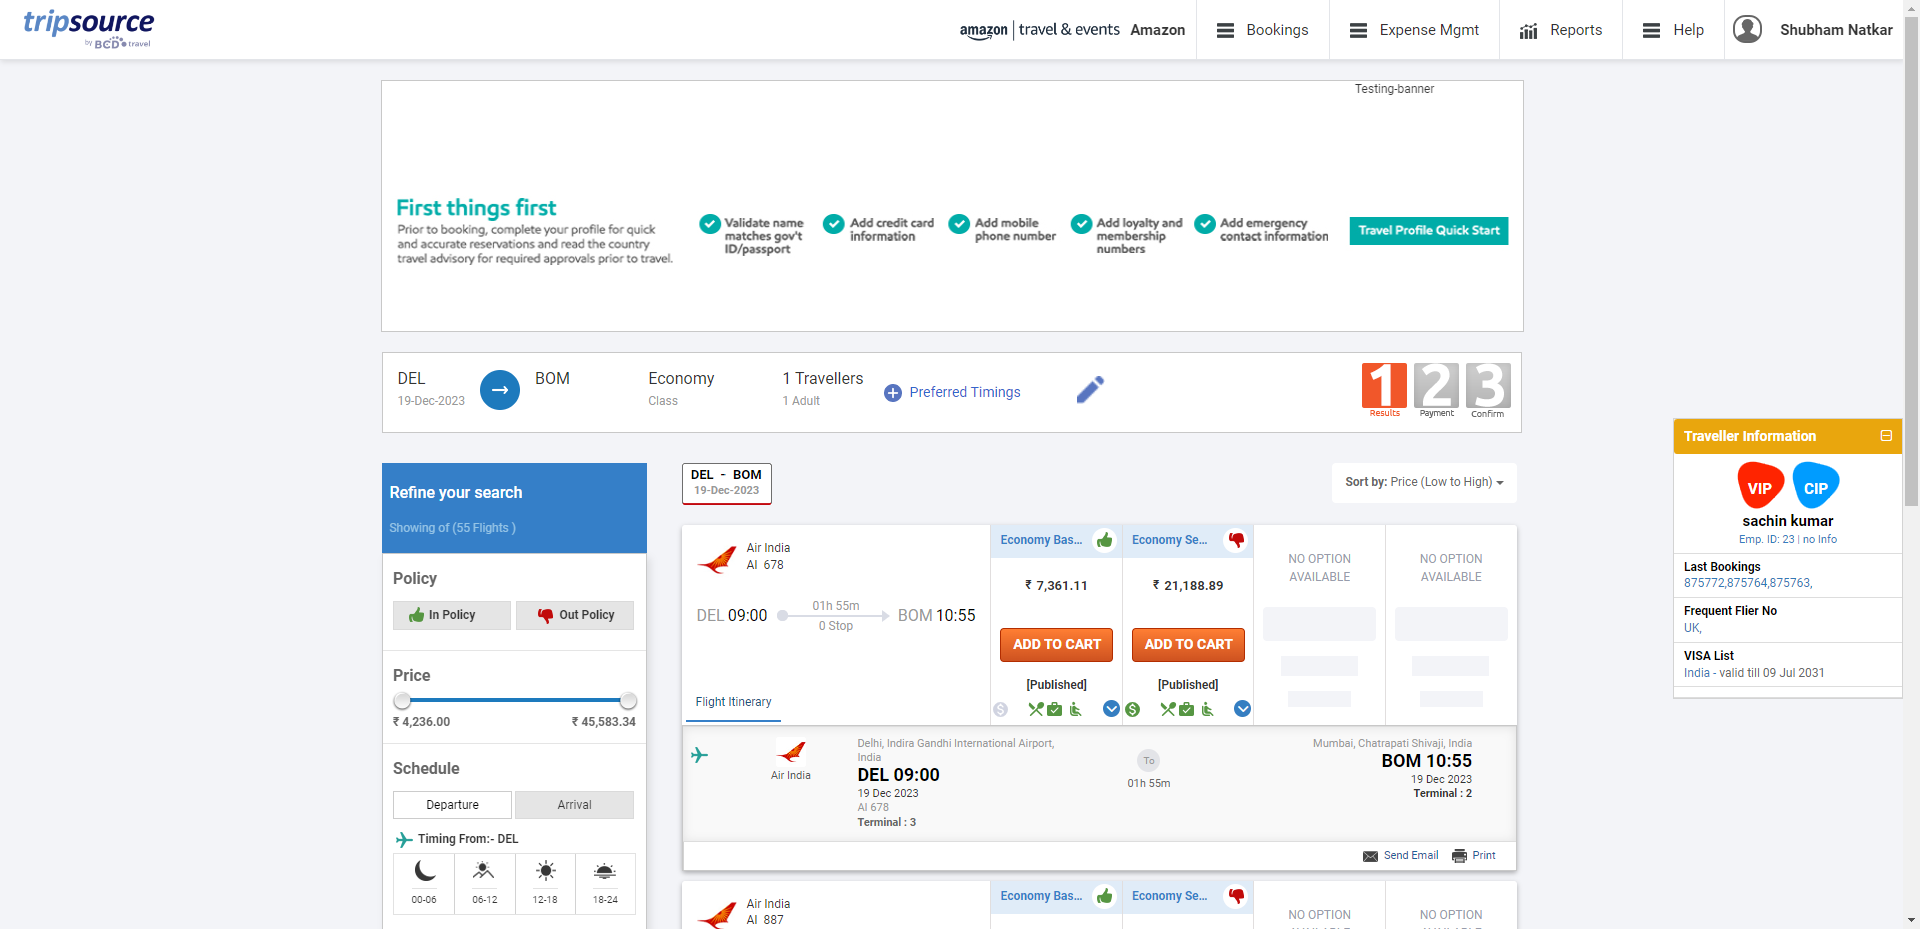 tripsource
by BCD travel
amazon | travel & events Amazon
Bookings
Expense Mgmt
Reports
Help
Shubham Natkar
Testing-banner
First things first
Prior to booking, complete your profile for quick
and accurate reservations and read the country
travel advisory for required approvals prior to travel.
Validate name
matches gov't
ID/passport
Add credit card
information
Add mobile
phone number
Add loyalty and
membership
numbers
Add emergency
contact information
Travel Profile Quick Start
DEL
19-Dec-2023
BOM
Economy
Class
1 Travellers
1 Adult
Preferred Timings
1
Results
2
Payment
3
Confirm
Traveller Information
VIP
CIP
sachin kumar
Emp. ID: 23 | no Info
Last Bookings
875772,875764,875763,
Frequent Flier No
UK,
VISA List
India - valid till 09 Jul 2031
Refine your search
Showing of (55 Flights )
Policy
In Policy
Out Policy
Price
₹ 4,236.00
₹ 45,583.34
Schedule
Departure
Arrival
Timing From:- DEL
00-06
06-12
12-18
18-24
DEL - BOM
19-Dec-2023
Sort by: Price (Low to High)
Air India
AI 678
DEL 09:00
01h 55m
0 Stop
BOM 10:55
Flight Itinerary
Economy Bas...
₹ 7,361.11
ADD TO CART
[Published]
Economy Se...
₹ 21,188.89
ADD TO CART
[Published]
NO OPTION
AVAILABLE
NO OPTION
AVAILABLE
Air India
Delhi, Indira Gandhi International Airport,
India
DEL 09:00
19 Dec 2023
AI 678
Terminal : 3
To
01h 55m
Mumbai, Chatrapati Shivaji, India
BOM 10:55
19 Dec 2023
Terminal : 2
Send Email
Print
Air India
AI 887
Economy Bas...
Economy Se...
NO OPTION
AVAILABLE
NO OPTION
AVAILABLE